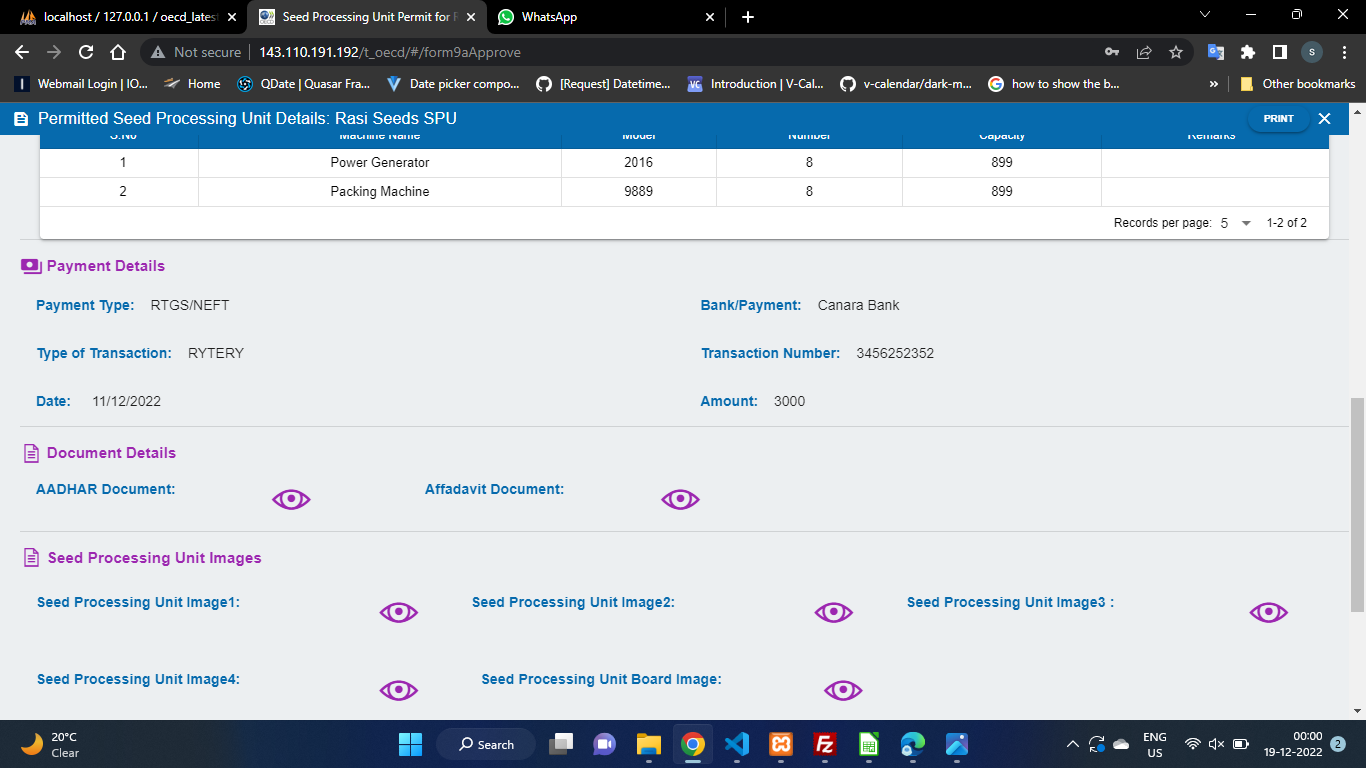 localhost / 127.0.0.1 / oecd_lates
Seed Processing Unit Permit for
WhatsApp
Not secure 143.110.191.192/t_oecd/#/form9aApprove
Webmail Login | IO... Home QDate | Quasar Fra... Date picker compo... [Request] Datetime... Introduction | V-Cal... v-calendar/dark-m... how to show the b... » Other bookmarks
Permitted Seed Processing Unit Details: Rasi Seeds SPU PRINT
S.No Machine Name Model Number Capacity Remarks
1 Power Generator 2016 8 899
2 Packing Machine 9889 8 899
Records per page: 5 1-2 of 2
Payment Details
Payment Type: RTGS/NEFT Bank/Payment: Canara Bank
Type of Transaction: RYTERY Transaction Number: 3456252352
Date: 11/12/2022 Amount: 3000
Document Details
AADHAR Document: Affadavit Document:
Seed Processing Unit Images
Seed Processing Unit Image1: Seed Processing Unit Image2: Seed Processing Unit Image3 :
Seed Processing Unit Image4: Seed Processing Unit Board Image:
20°C
Clear
Search
ENG
US
00:00
19-12-2022
2